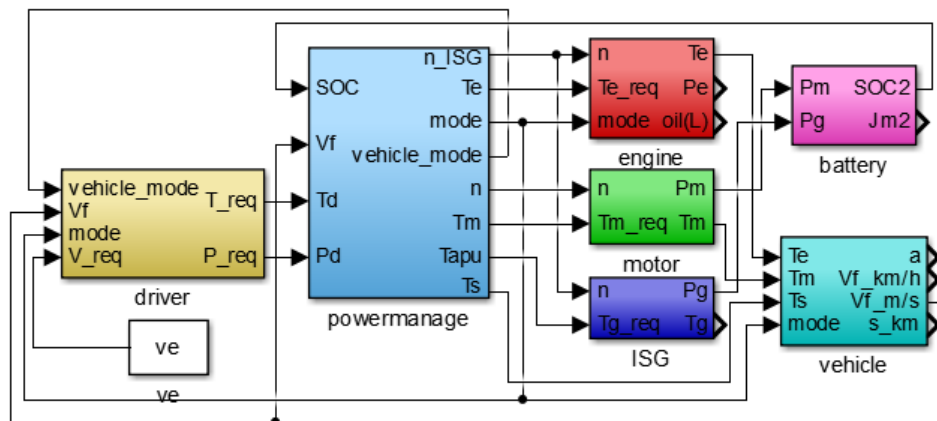 vehicle_mode
Vf
mode
V_req
T_req
P_req
driver
ve
ve
SOC
Vf
Td
Pd
n_ISG
Te
mode
vehicle_mode
n
Tm
Tapu
Ts
powermanage
n
Te_req
mode
Te
Pe
oil(L)
engine
n
Tm_req
Pm
Tm
motor
n
Tg_req
Pg
Tg
ISG
Pm
Pg
SOC2
Jm2
battery
Te
Tm
Ts
mode
a
Vf_km/h
Vf_m/s
s_km
vehicle